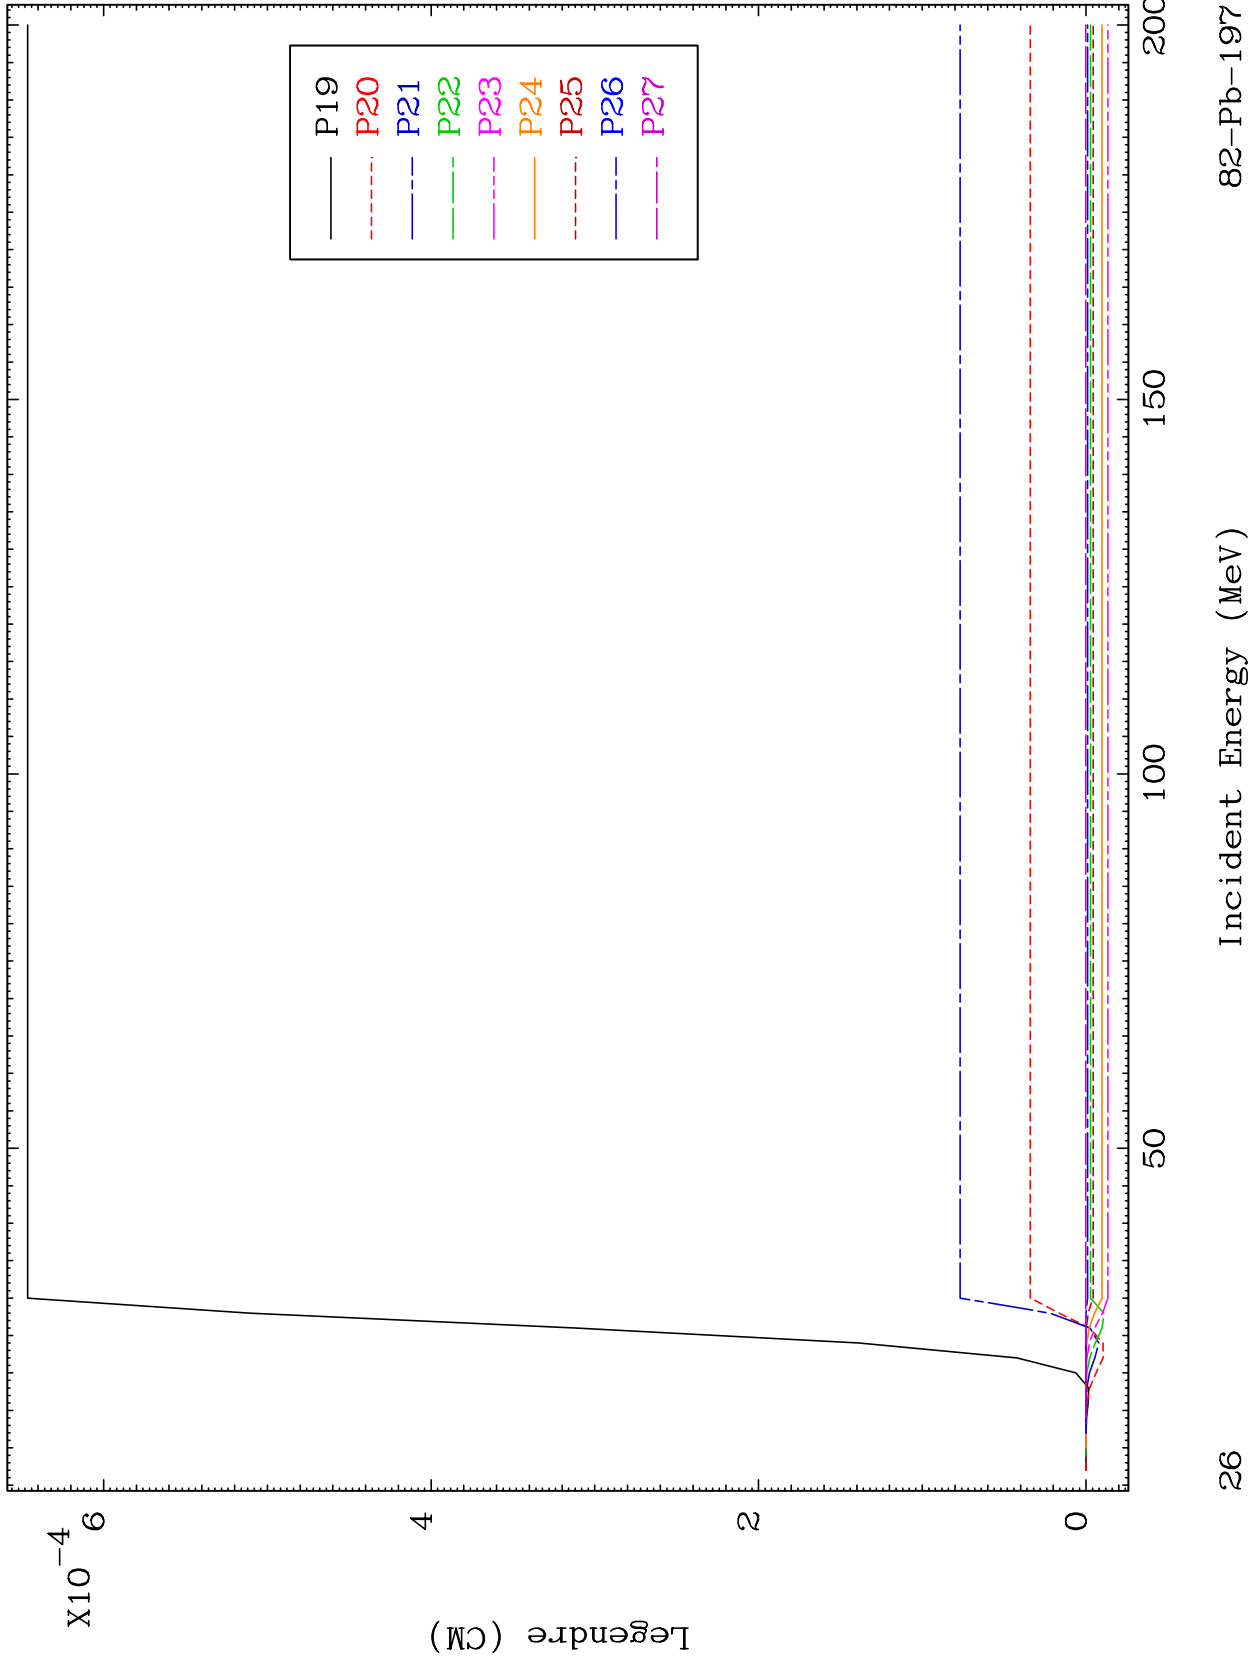 X10-4
6
4
2
0
Legendre (CM)
P19
P20
P21
P22
P23
P24
P25
P26
P27
50
100
150
200
Incident Energy (MeV)
26
82-Pb-197